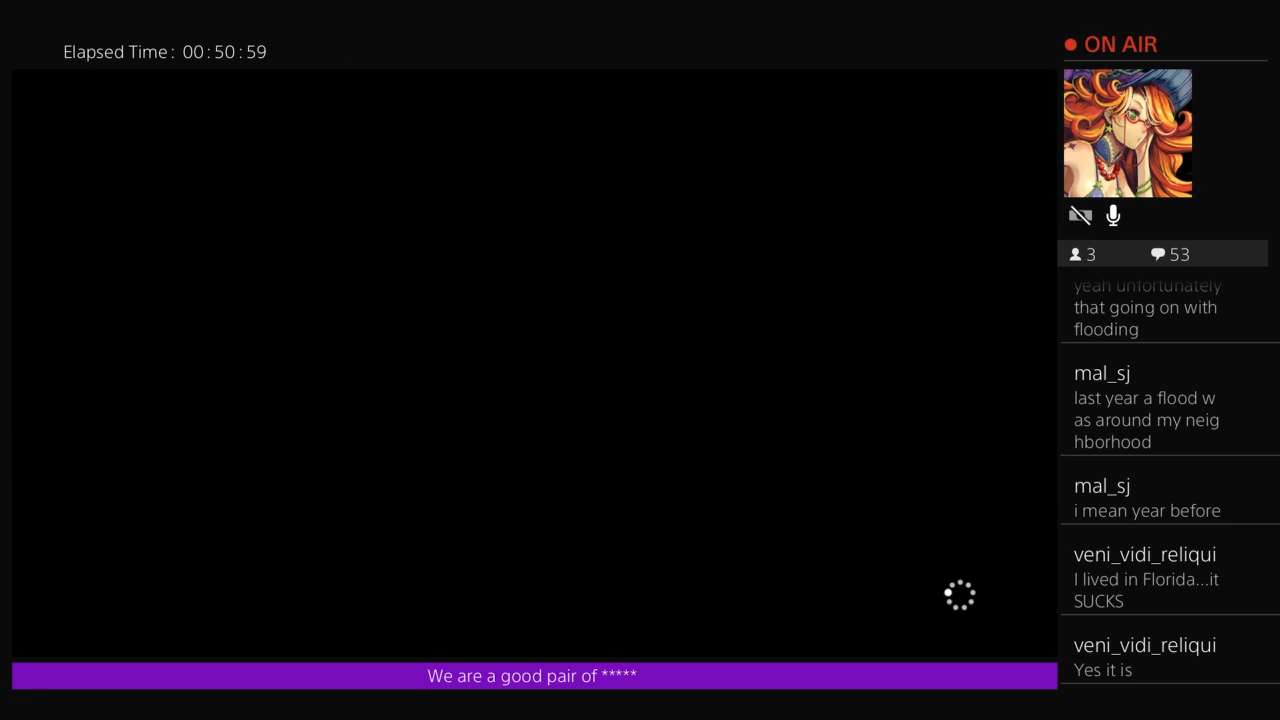 Elapsed Time: 00:50:59
ON AIR
3
53
yeah unfortunately
that going on with
flooding
mal_sj
last year a flood w
as around my neig
hborhood
mal_sj
i mean year before
veni_vidi_reliqui
I lived in Florida...it
SUCKS
veni_vidi_reliqui
Yes it is
We are a good pair of *****